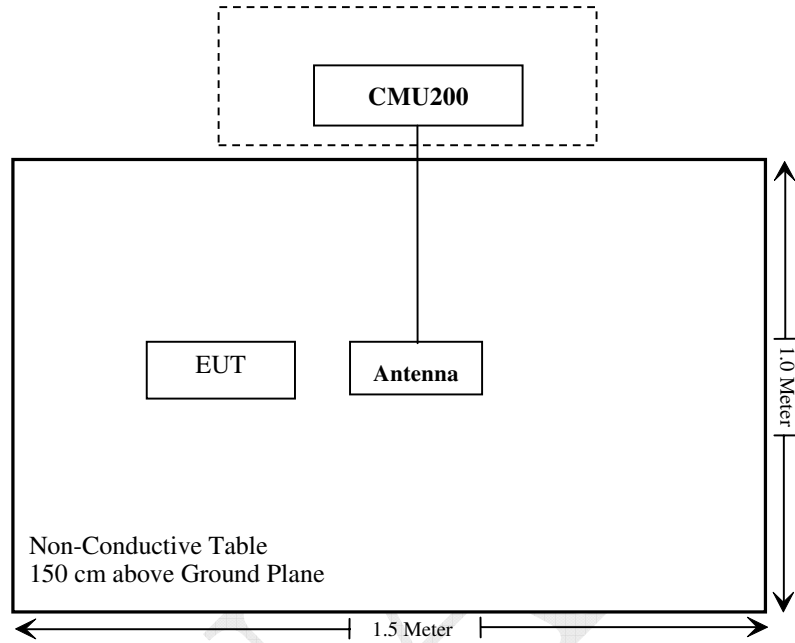 CMU200
EUT
Antenna
1.0 Meter
Non-Conductive Table
150 cm above Ground Plane
1.5 Meter